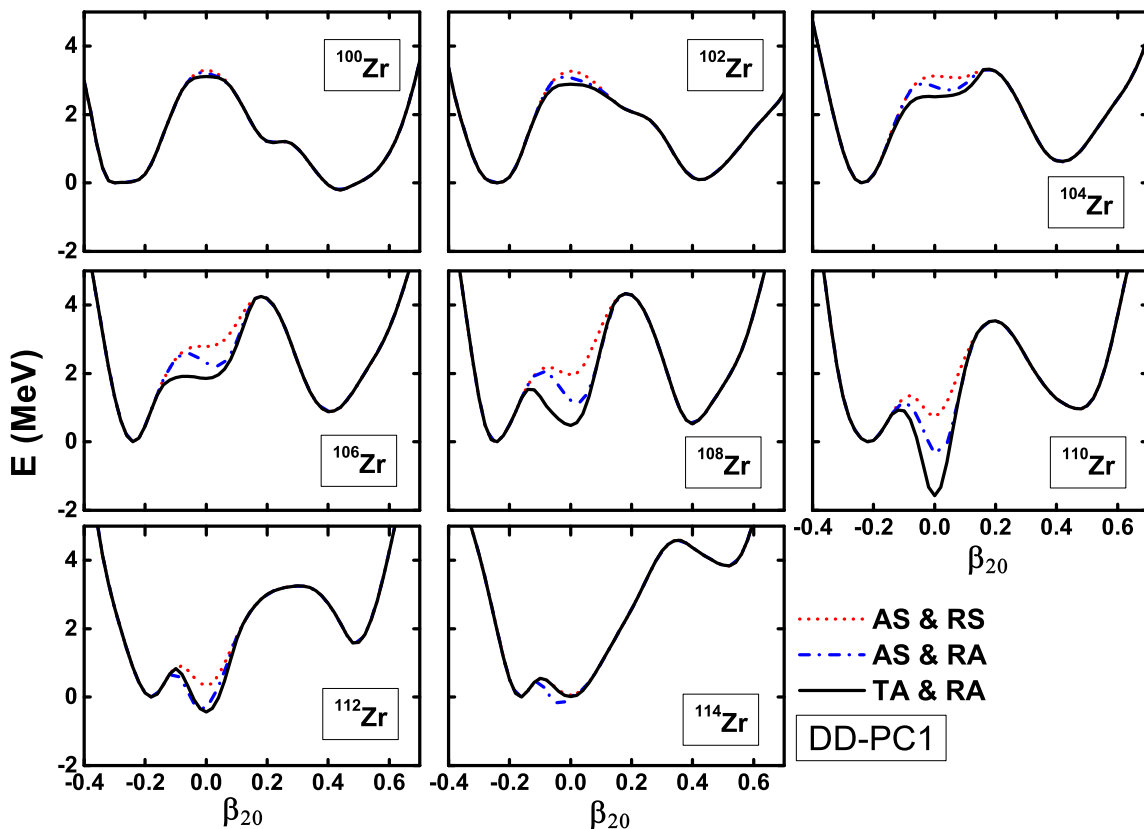 4
2
0
-2
¹⁰⁰Zr
¹⁰²Zr
¹⁰⁴Zr
E (MeV)
4
2
0
-2
¹⁰⁶Zr
¹⁰⁸Zr
¹¹⁰Zr
-0.4 -0.2 0.0 0.2 0.4 0.6
β₂₀
4
2
0
-2
¹¹²Zr
¹¹⁴Zr
-0.4 -0.2 0.0 0.2 0.4 0.6
-0.4 -0.2 0.0 0.2 0.4 0.6
β₂₀
β₂₀
AS & RS
AS & RA
TA & RA
DD-PC1